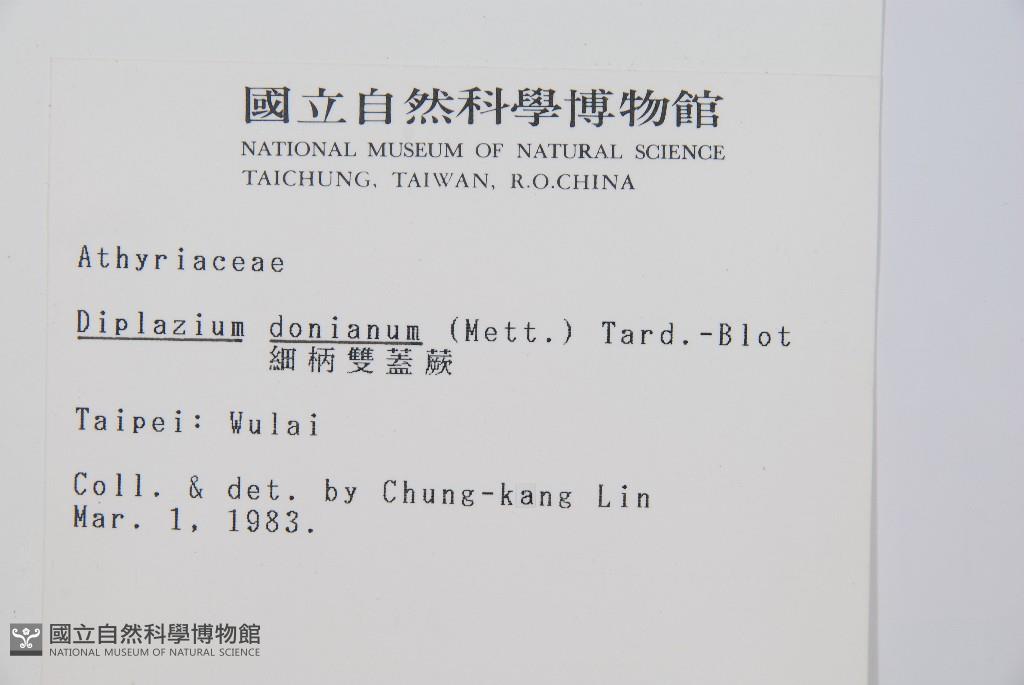 國立自然科學博物館
NATIONAL MUSEUM OF NATURAL SCIENCE
TAICHUNG, TAIWAN, R.O.CHINA
Athyriaceae
Diplazium donianum (Mett.) Tard.-Blot
細柄雙蓋蕨
Taipei: Wulai
Coll. & det. by Chung-kang Lin
Mar. 1, 1983.
國立自然科學博物館
NATIONAL MUSEUM OF NATURAL SCIENCE